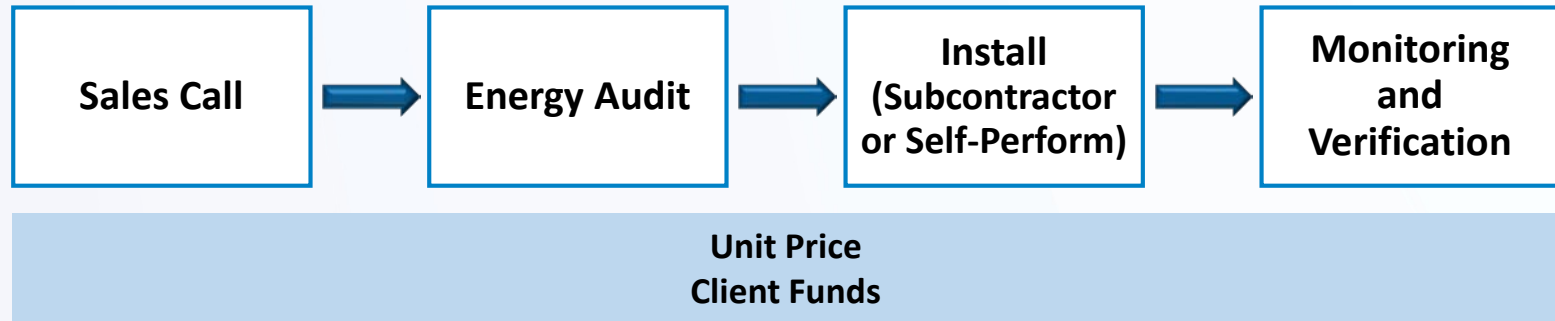 Sales Call
Energy Audit
Install
(Subcontractor
or Self-Perform)
Monitoring
and
Verification
Unit Price
Client Funds